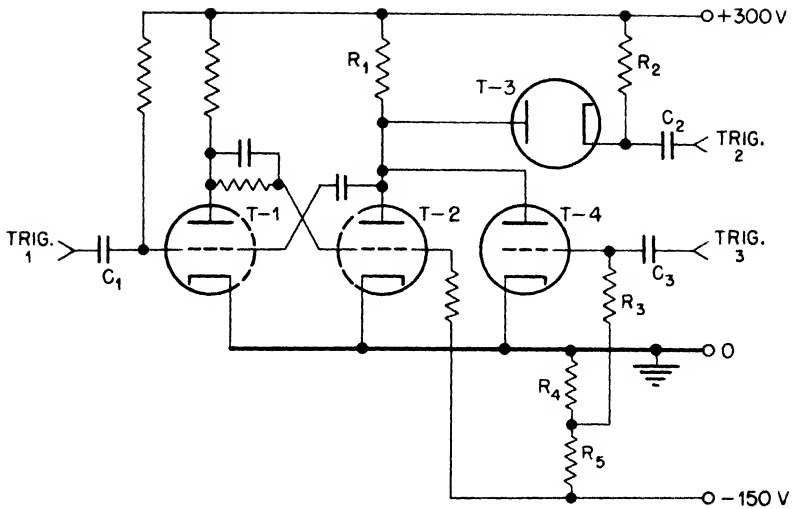 +300V
R1
R2
T-3
C2
TRIG.
2
T-1
T-2
T-4
TRIG.
1
C1
C3
TRIG.
3
R3
0
R4
R5
-150 V